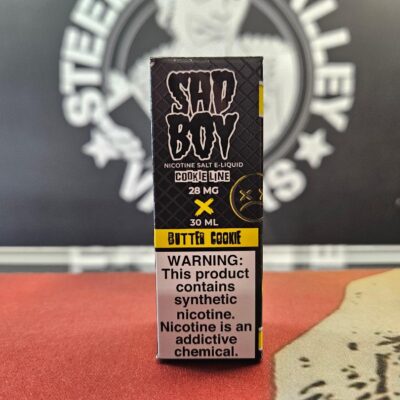 SAD
BOY
NICOTINE SALT E-LIQUID
COOKIE LINE
28 MG
X
30 ML
BUTTER COOKIE
WARNING:
This product
contains
synthetic
nicotine.
Nicotine is an
addictive
chemical.